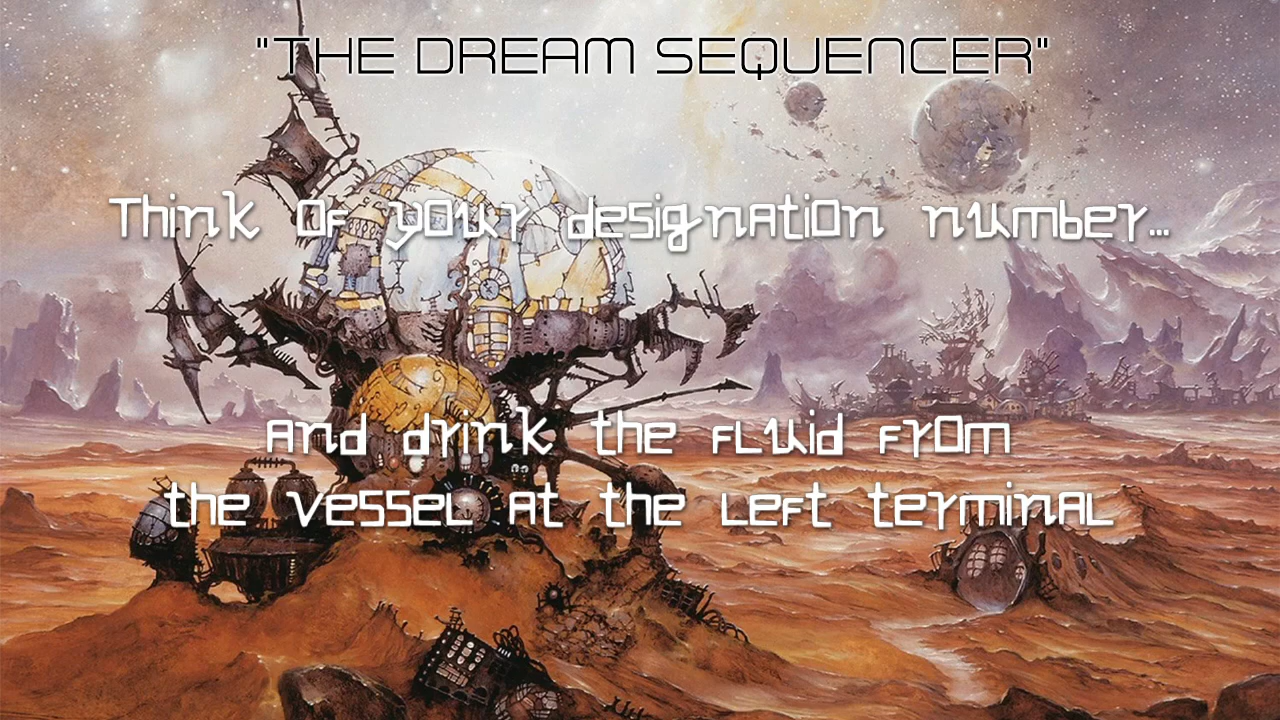 "THE DREAM SEQUENCER"
Think of your designation number...
And drink the fluid from
the vessel at the left terminal